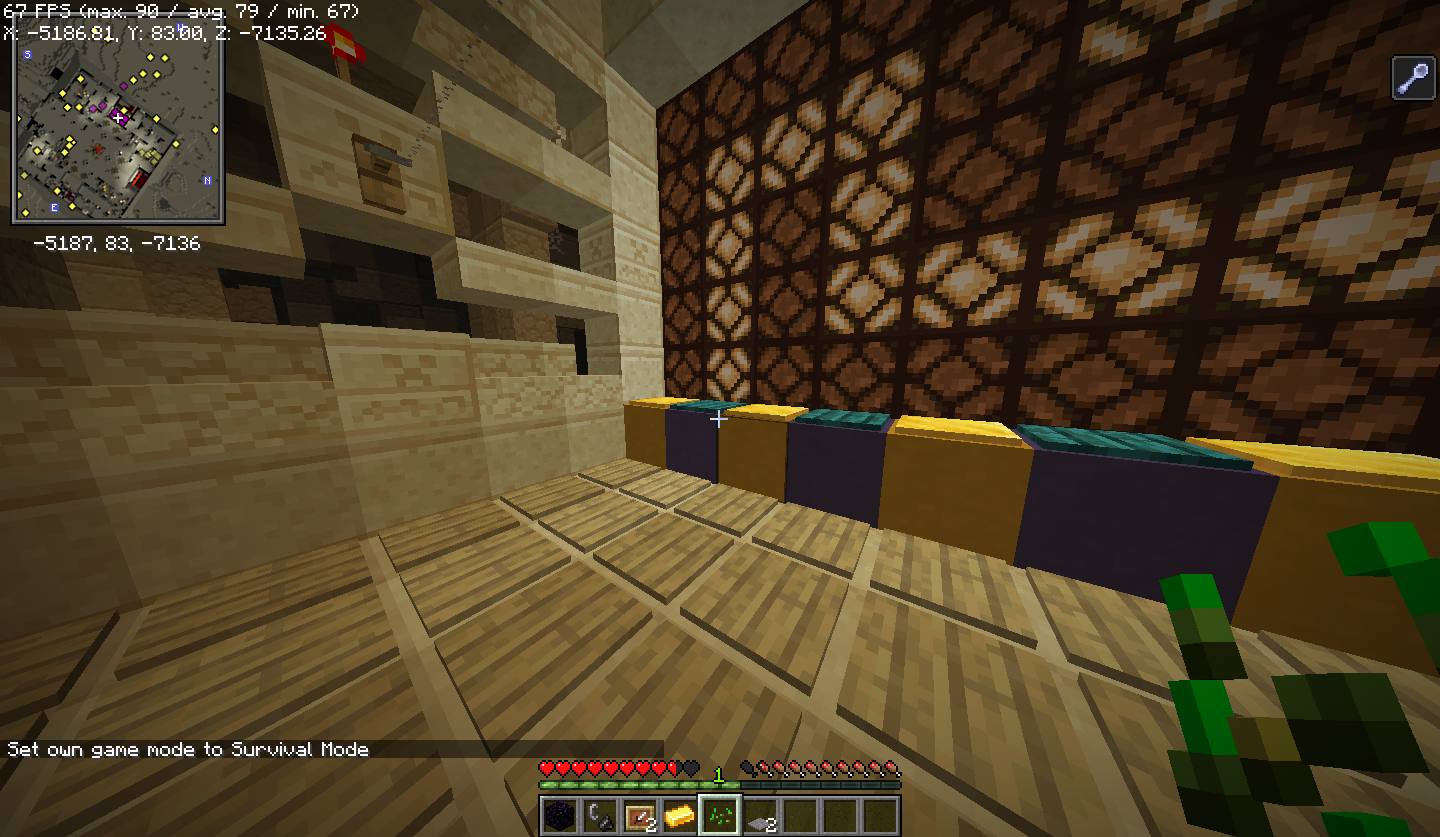 67 FPS (max. 90 / avg. 79 / min. 67)
X: -5186.81, Y: 83.00, Z: -7135.26
S
N
E
-5187, 83, -7136
Set own game mode to Survival Mode
1
2
2